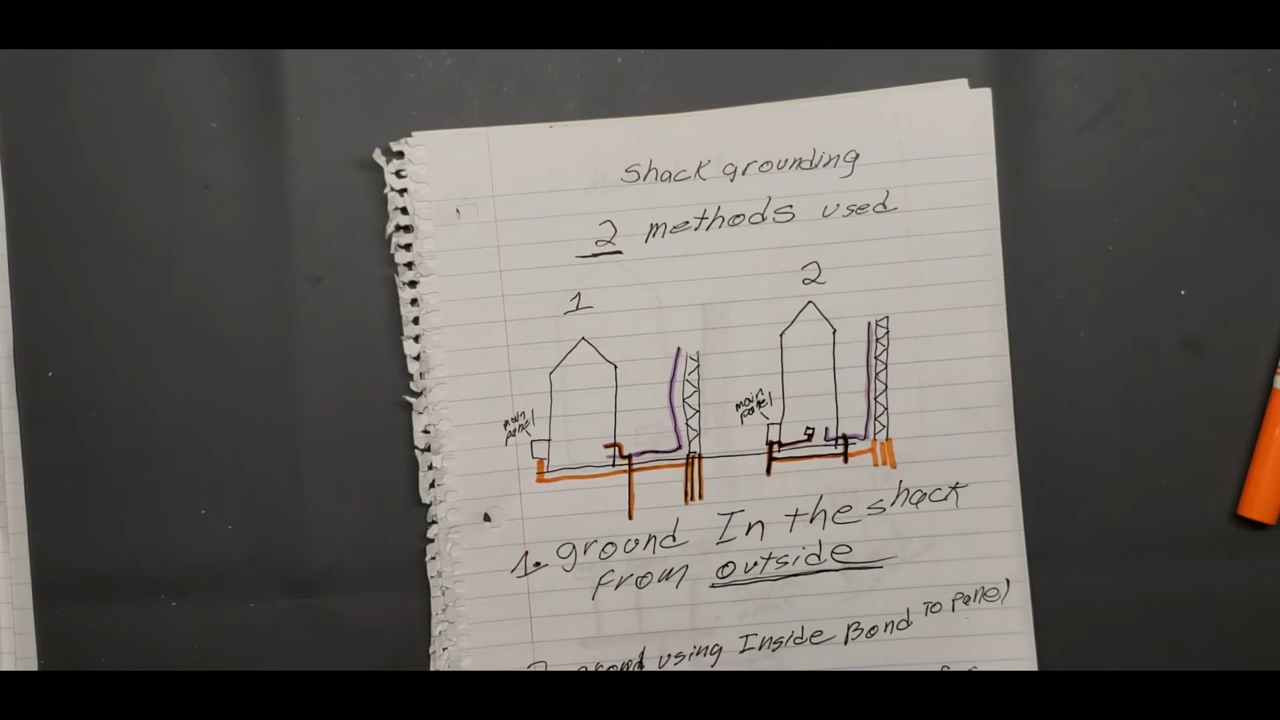 Shack grounding
2 methods used
1
2
main
panel
main
panel
1. ground In the shack
from outside
2. ground using Inside Bond To Panel